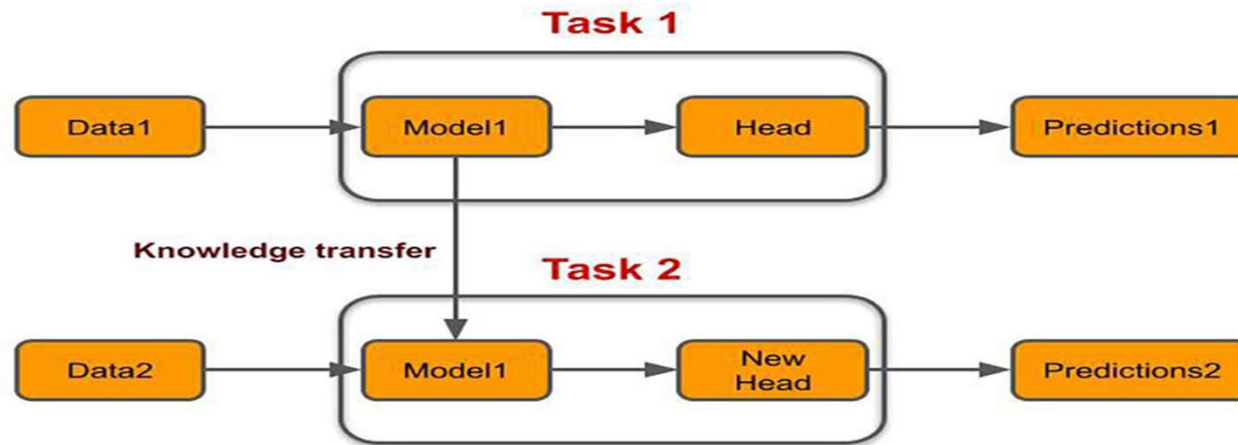 Task 1
Data1
Model1
Head
Predictions1
Knowledge transfer
Task 2
Data2
Model1
New
Head
Predictions2